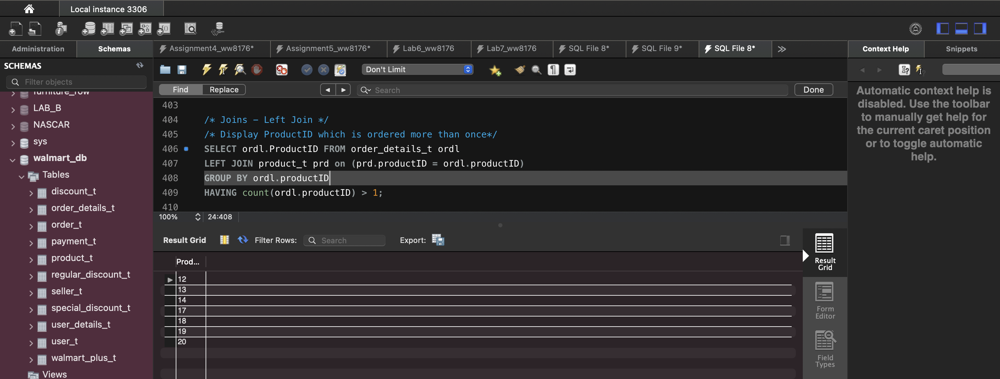 Local instance 3306
Administration
Schemas
Assignment4_ww8176*
Assignment5_ww8176*
Lab6_ww8176
Lab7_ww8176
SQL File 8*
SQL File 9*
SQL File 8*
Context Help
Snippets
SCHEMAS
Filter objects
furniture_row
LAB_B
NASCAR
sys
walmart_db
Tables
discount_t
order_details_t
order_t
payment_t
product_t
regular_discount_t
seller_t
special_discount_t
user_details_t
user_t
walmart_plus_t
Views
Don't Limit
Find
Replace
Search
Done
403
404 /* Joins - Left Join */
405 /* Display ProductID which is ordered more than once*/
406 SELECT ordl.ProductID FROM order_details_t ordl
407 LEFT JOIN product_t prd on (prd.productID = ordl.productID)
408 GROUP BY ordl.productID
409 HAVING count(ordl.productID) > 1;
410
100%
24:408
Result Grid
Filter Rows:
Search
Export:
Prod...
12
13
14
17
18
19
20
Result
Grid
Form
Editor
Field
Types
Automatic context help is
disabled. Use the toolbar
to manually get help for
the current caret position
or to toggle automatic
help.